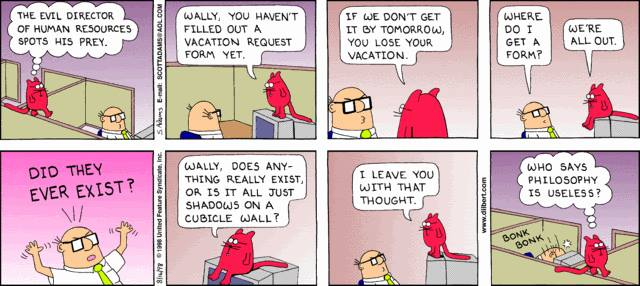 THE EVIL DIRECTOR
OF HUMAN RESOURCES
SPOTS HIS PREY.
S.Adams E-mail: SCOTTADAMS@AOL.COM
WALLY, YOU HAVEN'T
FILLED OUT A
VACATION REQUEST
FORM YET.
IF WE DON'T GET
IT BY TOMORROW,
YOU LOSE YOUR
VACATION.
WHERE
DO I
GET A
FORM?
WE'RE
ALL OUT.
DID THEY
EVER EXIST?
8/16/98 © 1998 United Feature Syndicate, Inc.
WALLY, DOES ANY-
THING REALLY EXIST,
OR IS IT ALL JUST
SHADOWS ON A
CUBICLE WALL?
I LEAVE YOU
WITH THAT
THOUGHT.
www.dilbert.com
WHO SAYS
PHILOSOPHY
IS USELESS?
BONK
BONK